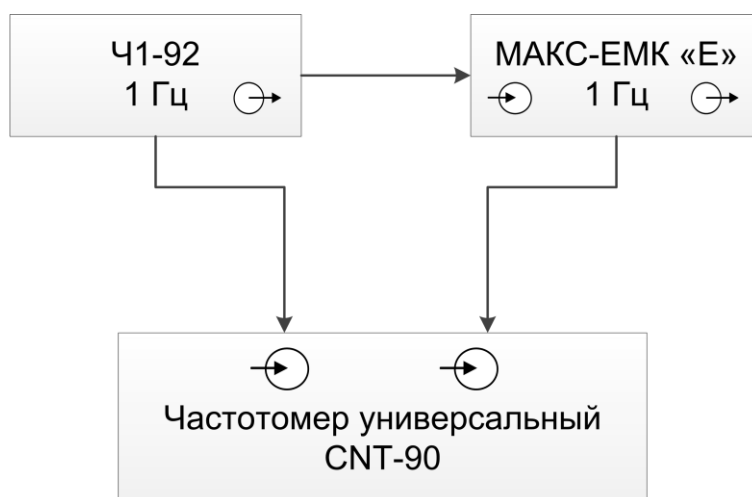 Ч1-92
1 Гц
МАКС-ЕМК «Е»
1 Гц
Частотомер универсальный
CNT-90